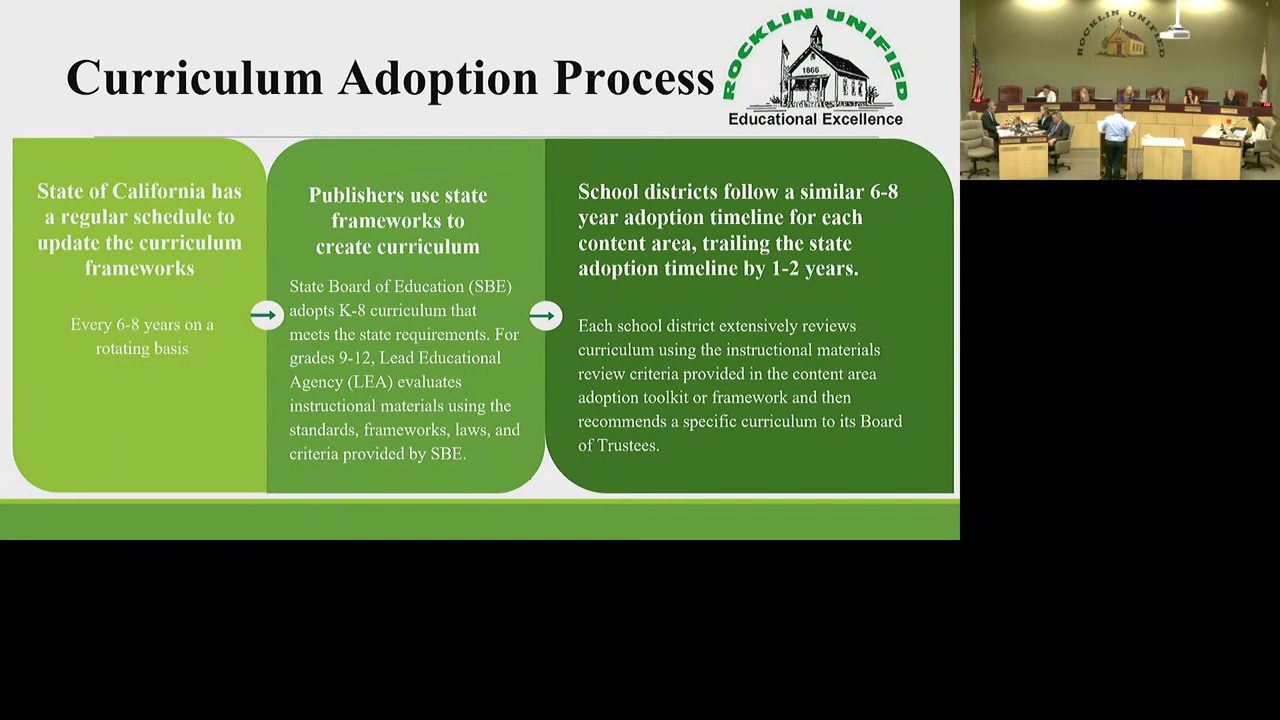 Curriculum Adoption Process
ROCKLIN UNIFIED
1866
Educational Excellence
State of California has
a regular schedule to
update the curriculum
frameworks
Every 6-8 years on a
rotating basis
Publishers use state
frameworks to
create curriculum
State Board of Education (SBE)
adopts K-8 curriculum that
meets the state requirements. For
grades 9-12, Lead Educational
Agency (LEA) evaluates
instructional materials using the
standards, frameworks, laws, and
criteria provided by SBE.
School districts follow a similar 6-8
year adoption timeline for each
content area, trailing the state
adoption timeline by 1-2 years.
Each school district extensively reviews
curriculum using the instructional materials
review criteria provided in the content area
adoption toolkit or framework and then
recommends a specific curriculum to its Board
of Trustees.
ROCKLIN UNIFIED